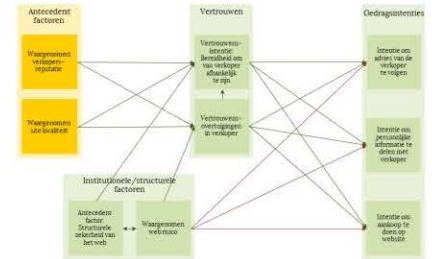 Antecedent
factoren
Waargenomen
verkopers-
reputatie
Waargenomen
site kwaliteit
Vertrouwen
Vertrouwens-
intentie:
Bereidheid om
van verkoper
afhankelijk
te zijn
Vertrouwens-
overtuigingen
in verkoper
Institutionele/structurele
factoren
Antecedent
factor:
Structurele
zekerheid van
het web
Waargenomen
web risico
Gedragsintenties
Intentie om
advies van de
verkoper
te volgen
Intentie om
persoonlijke
informatie te
delen met
verkoper
Intentie om
aankoop te
doen op
website